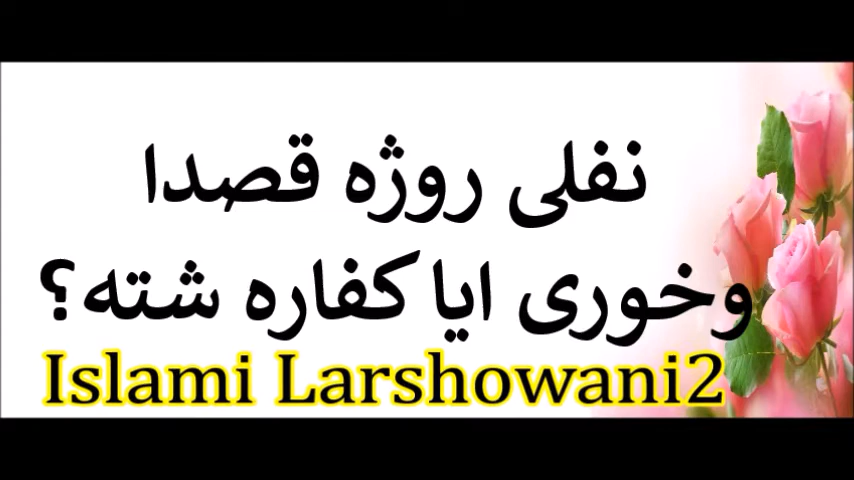 نفلی روژه قصدا
وخوری ایا کفاره شته؟
Islami Larshowani2